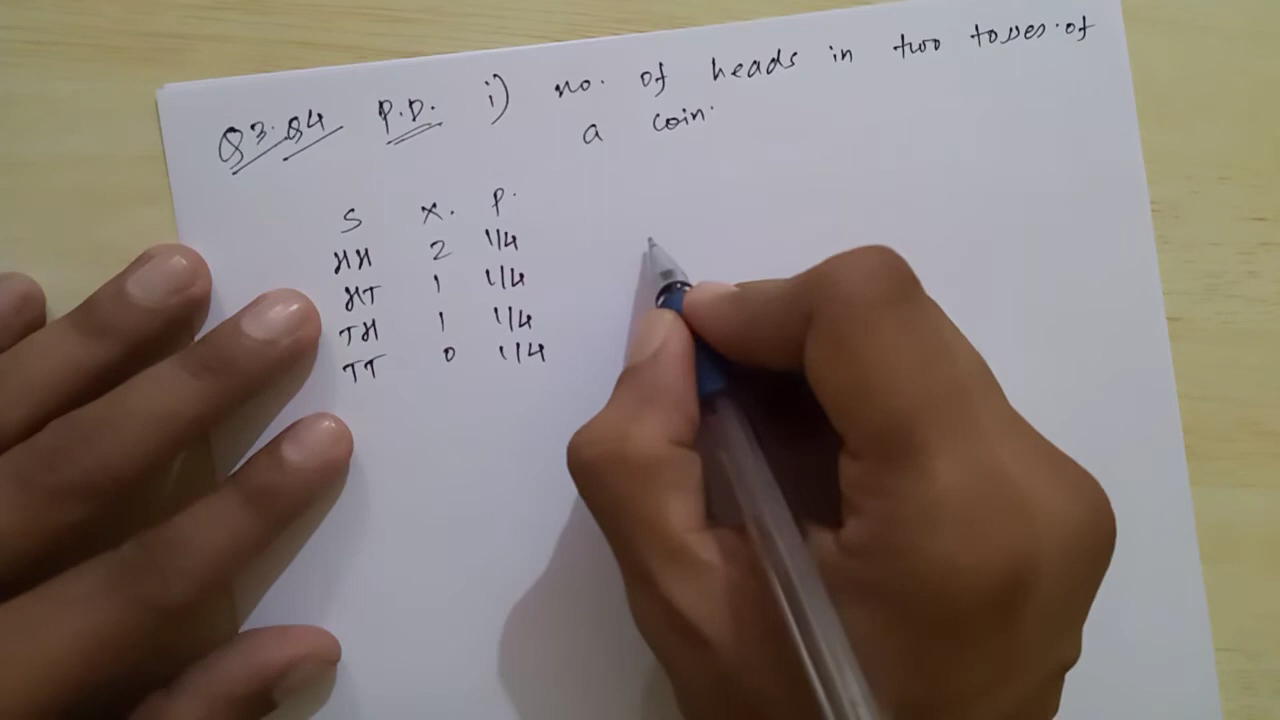 Q3. Q4 P.D. i) no. of heads in two tosses of
a coin.
S X. P.
HH 2 1/4
HT 1 1/4
TH 1 1/4
TT 0 1/4